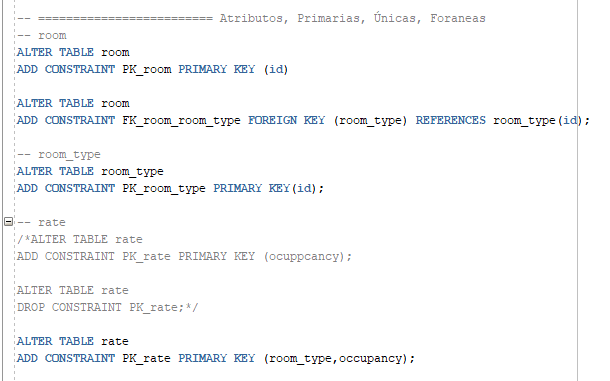 -- ========================= Atributos, Primarias, Únicas, Foraneas
-- room
ALTER TABLE room
ADD CONSTRAINT PK_room PRIMARY KEY (id)
ALTER TABLE room
ADD CONSTRAINT FK_room_room_type FOREIGN KEY (room_type) REFERENCES room_type(id);
-- room_type
ALTER TABLE room_type
ADD CONSTRAINT PK_room_type PRIMARY KEY(id);
-- rate
/*ALTER TABLE rate
ADD CONSTRAINT PK_rate PRIMARY KEY (ocuppcancy);
ALTER TABLE rate
DROP CONSTRAINT PK_rate;*/
ALTER TABLE rate
ADD CONSTRAINT PK_rate PRIMARY KEY (room_type,occupancy);